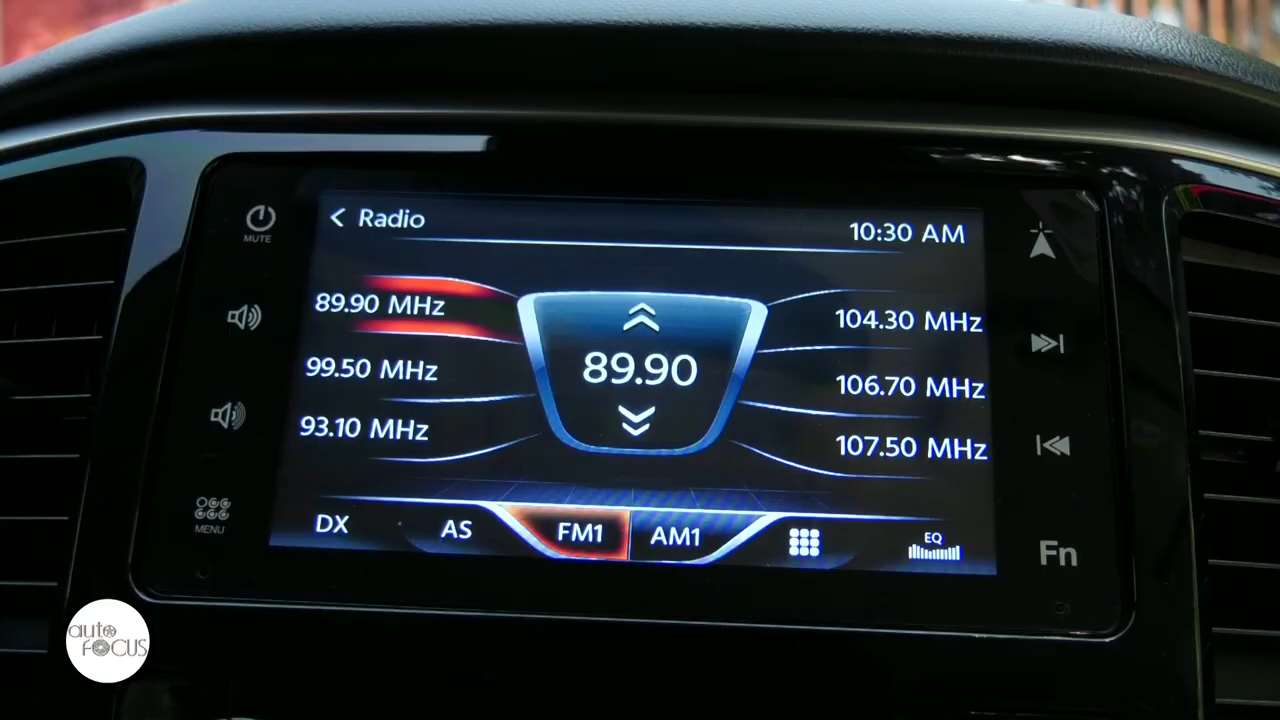 < Radio
10:30 AM
MUTE
89.90 MHz
99.50 MHz
93.10 MHz
89.90
104.30 MHz
106.70 MHz
107.50 MHz
MENU
DX
AS
FM1
AM1
EQ
Fn
auto
FOCUS